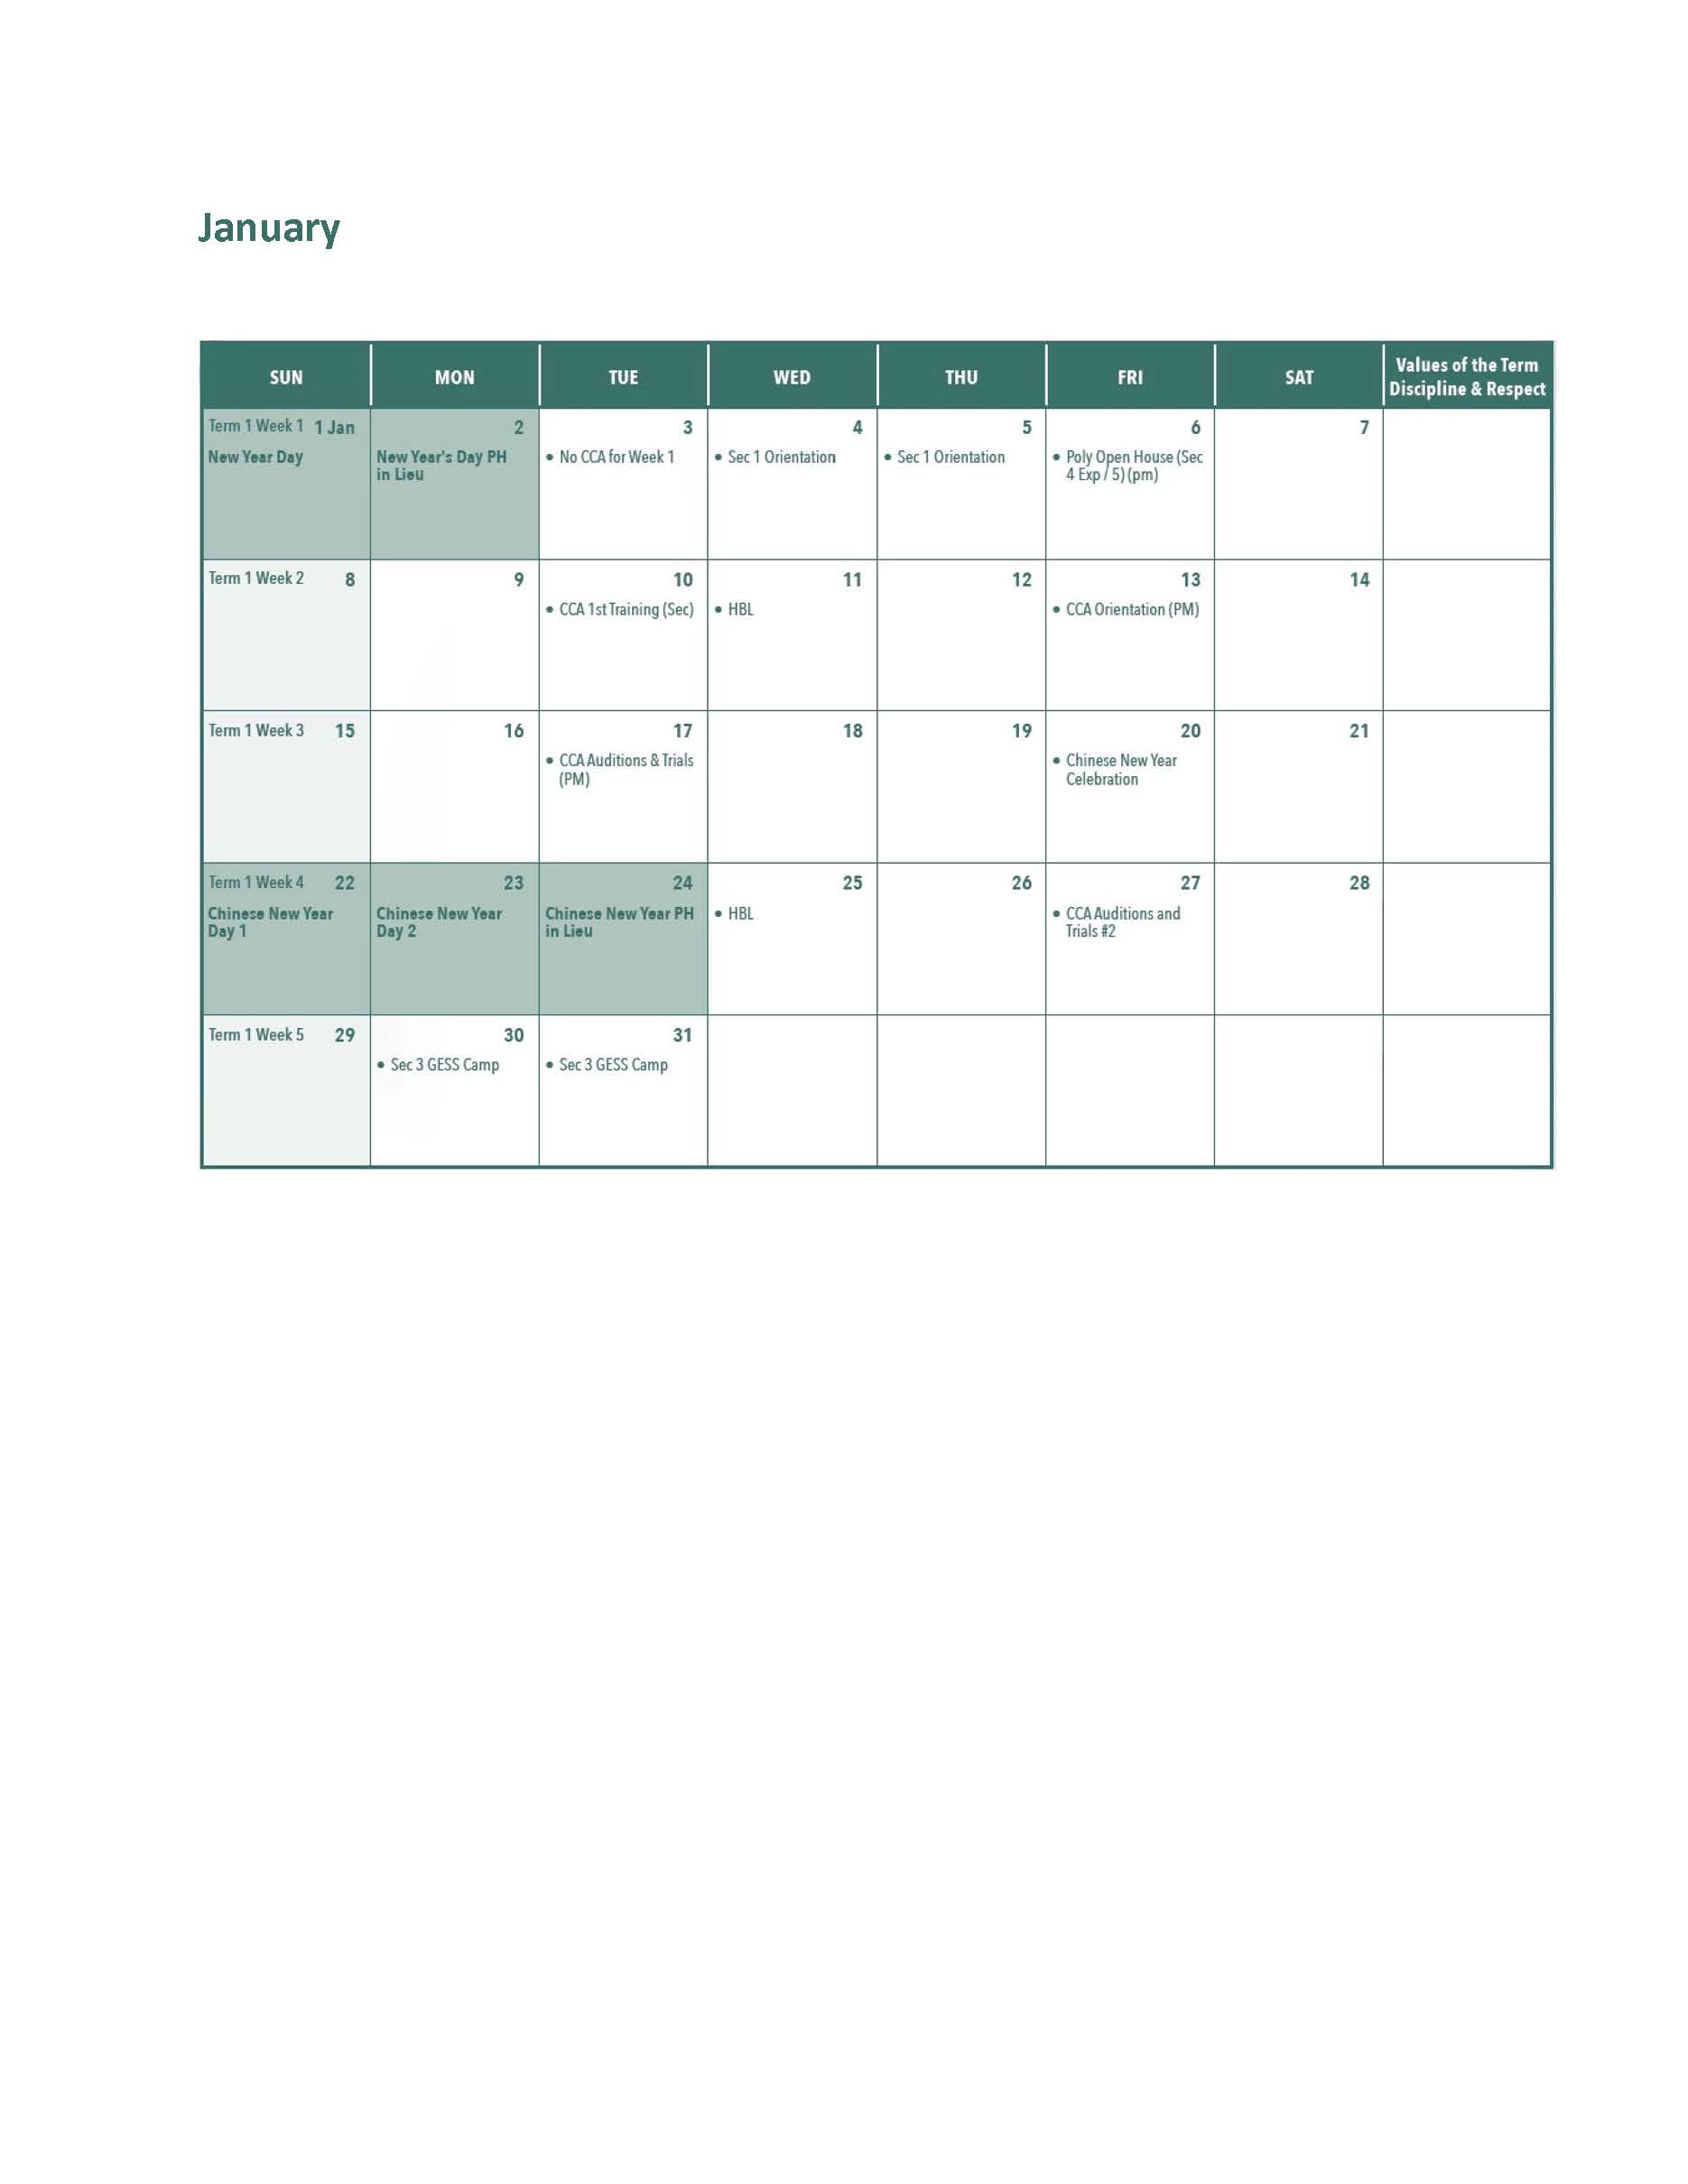 January
SUN
MON
TUE
WED
THU
FRI
SAT
Values of the Term
Discipline & Respect
Term 1 Week 1 1 Jan
New Year Day
2
New Year's Day PH
in Lieu
3
• No CCA for Week 1
4
• Sec 1 Orientation
5
• Sec 1 Orientation
6
• Poly Open House (Sec
4 Exp / 5) (pm)
7
Term 1 Week 2 8
9
10
• CCA 1st Training (Sec)
11
• HBL
12
13
• CCA Orientation (PM)
14
Term 1 Week 3 15
16
17
• CCA Auditions & Trials
(PM)
18
19
20
• Chinese New Year
Celebration
21
Term 1 Week 4 22
Chinese New Year
Day 1
23
Chinese New Year
Day 2
24
Chinese New Year PH
in Lieu
25
• HBL
26
27
• CCA Auditions and
Trials #2
28
Term 1 Week 5 29
30
• Sec 3 GESS Camp
31
• Sec 3 GESS Camp